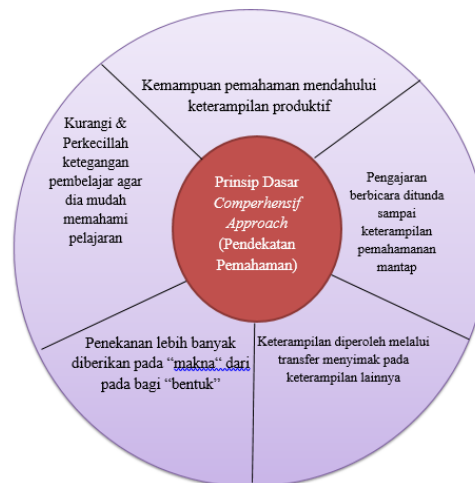 Kemampuan pemahaman mendahului
keterampilan produktif
Kurangi &
Perkecillah
ketegangan
pembelajar agar
dia mudah
memahami
pelajaran
Prinsip Dasar
Comperhensif
Approach
(Pendekatan
Pemahaman)
Pengajaran
berbicara ditunda
sampai
keterampilan
pemahamanan
mantap
Penekanan lebih banyak
diberikan pada “makna“ dari
pada bagi “bentuk”
Keterampilan diperoleh melalui
transfer menyimak pada
keterampilan lainnya